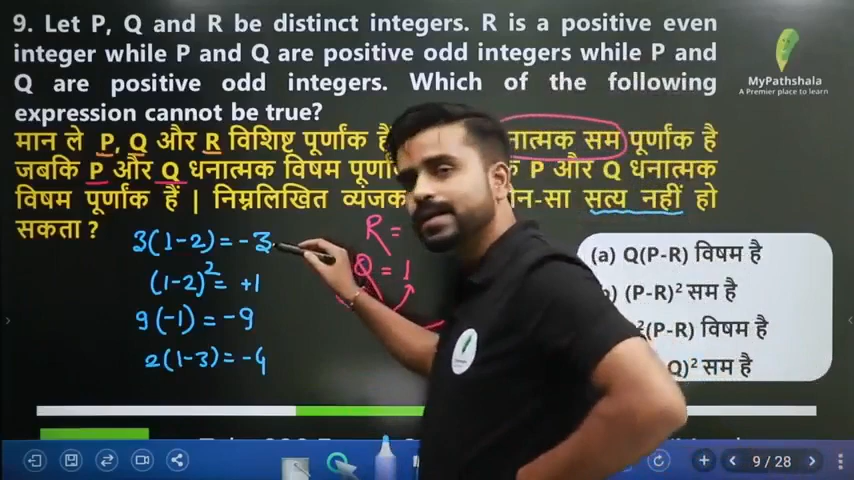 9. Let P, Q and R be distinct integers. R is a positive even
integer while P and Q are positive odd integers while P and
Q are positive odd integers. Which of the following
expression cannot be true?
MyPathshala
A Premier place to learn
मान ले P, Q और R विशिष्ट पूर्णांक सम पूर्णांक है
जबकि P और Q धनात्मक विषम P और Q धनात्मक
विषम पूर्णांक हैं | निम्नलिखित सत्य नहीं हो
सकता ?
3(1-2) = -3
(1-2)² = +1
9(-1) = -9
2(1-3) = -4
R =
Q = 1
(a) Q(P-R) विषम है
(P-R)² सम है
²(P-R) विषम है
Q)² सम है
9 / 28